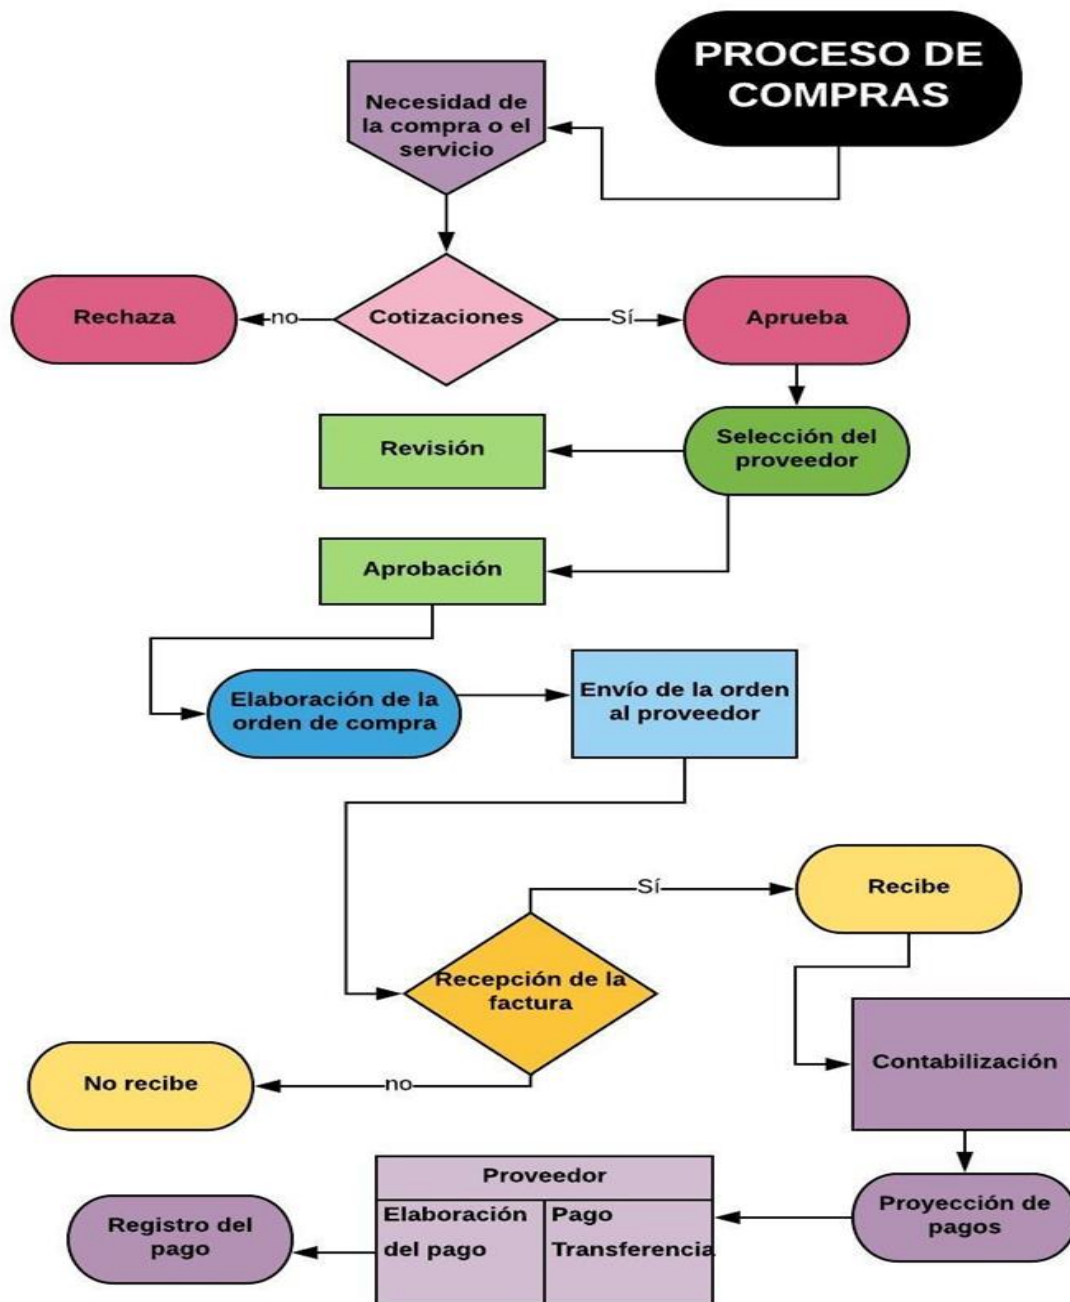 PROCESO DE
COMPRAS
Necesidad de
la compra o el
servicio
Rechaza
no
Cotizaciones
Sí
Aprueba
Revisión
Selección del
proveedor
Aprobación
Elaboración de la
orden de compra
Envío de la orden
al proveedor
Sí
Recibe
Recepción de la
factura
Contabilización
No recibe
no
Proveedor
Elaboración
del pago
Pago
Transferencia
Proyección de
pagos
Registro del
pago